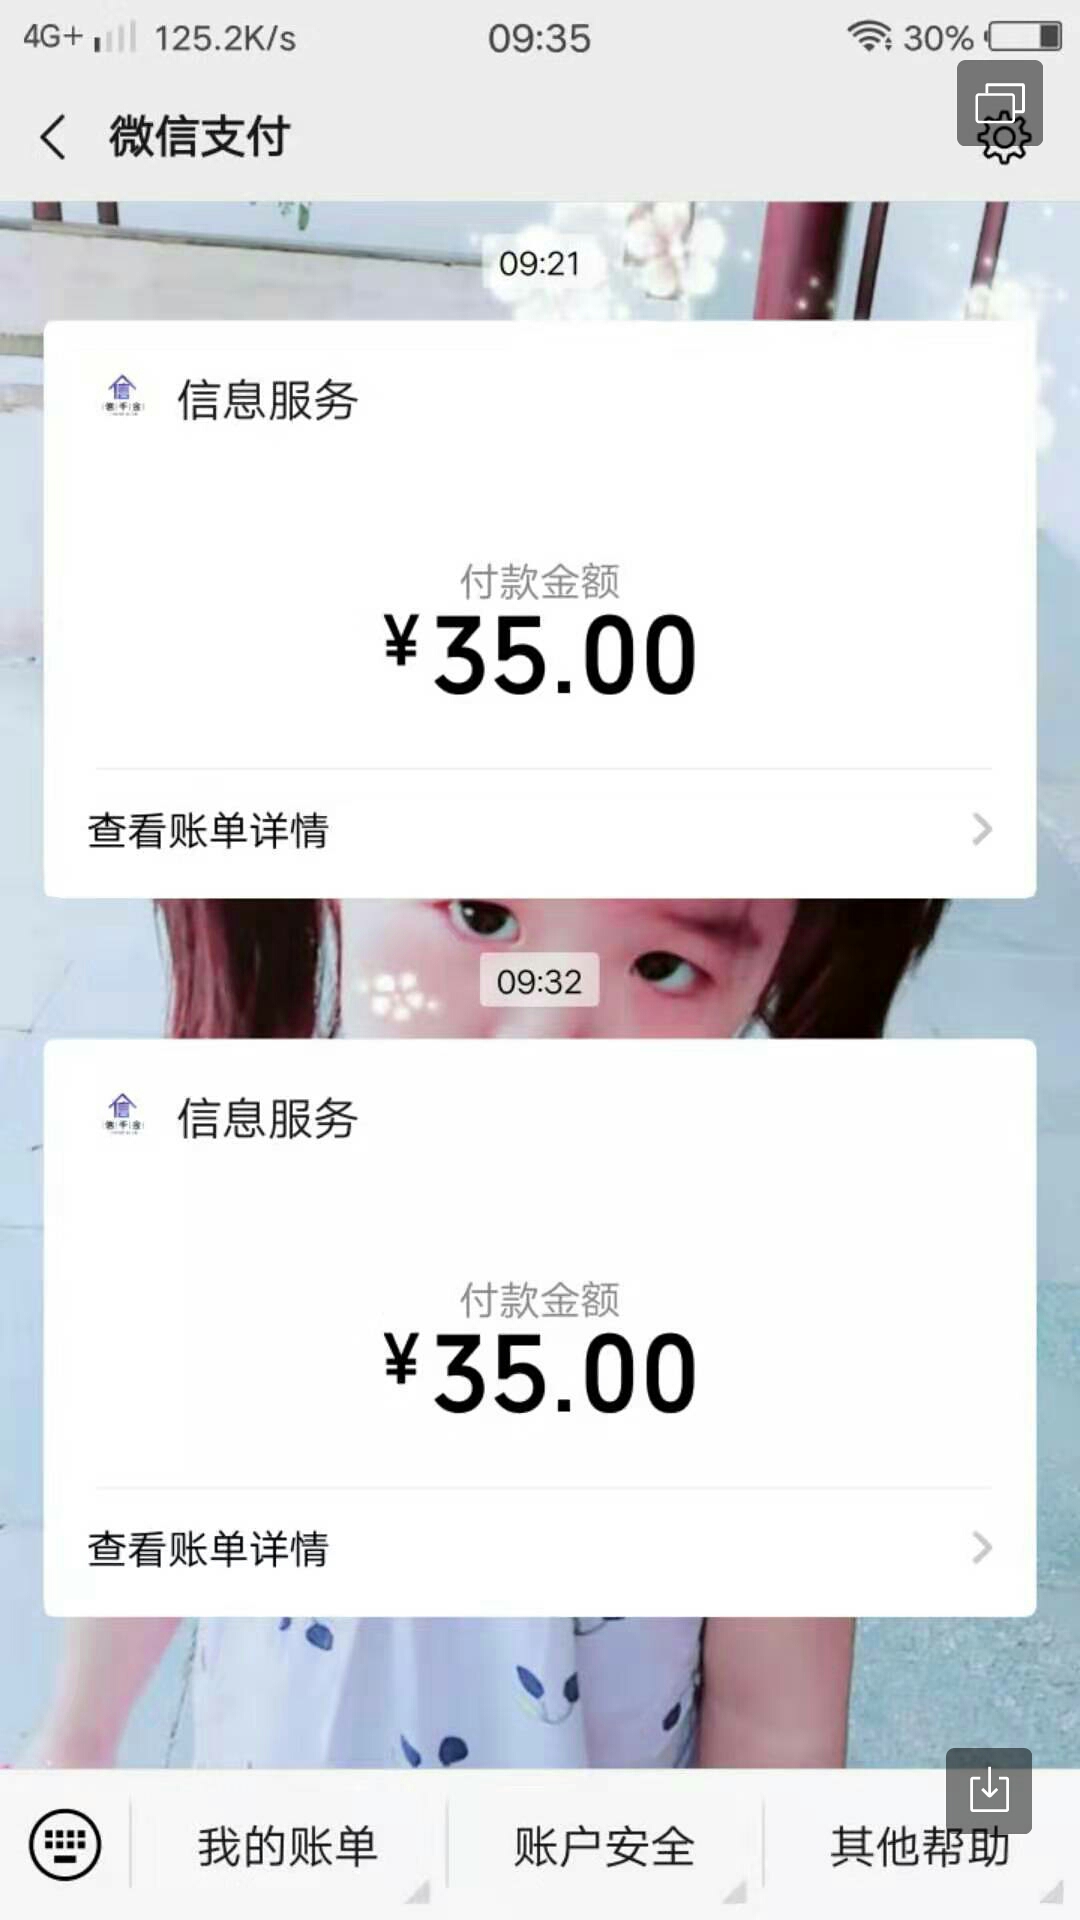 4G+ 125.2K/s 09:35 30%
微信支付
09:21
信息服务
付款金额
¥35.00
查看账单详情
09:32
信息服务
付款金额
¥35.00
查看账单详情
我的账单 账户安全 其他帮助